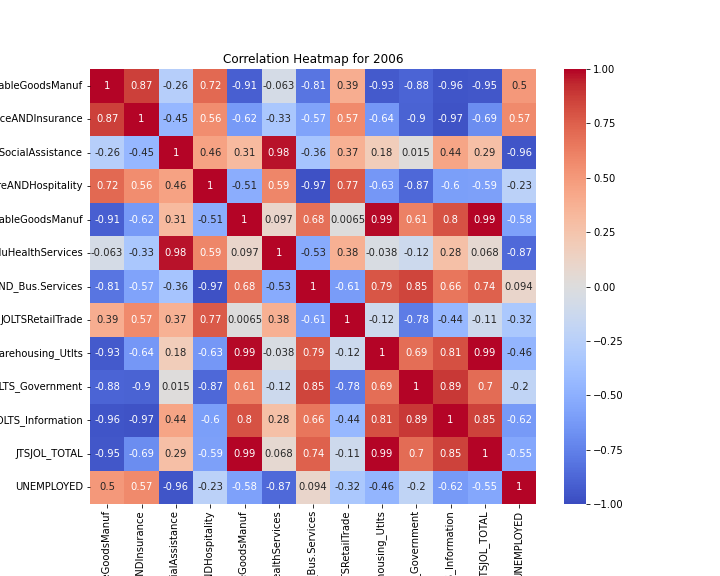 Correlation Heatmap for 2006
ableGoodsManuf 1 0.87 -0.26 0.72 -0.91 -0.063 -0.81 0.39 -0.93 -0.88 -0.96 -0.95 0.5
ceANDInsurance 0.87 1 -0.45 0.56 -0.62 -0.33 -0.57 0.57 -0.64 -0.9 -0.97 -0.69 0.57
SocialAssistance -0.26 -0.45 1 0.46 0.31 0.98 -0.36 0.37 0.18 0.015 0.44 0.29 -0.96
reANDHospitality 0.72 0.56 0.46 1 -0.51 0.59 -0.97 0.77 -0.63 -0.87 -0.6 -0.59 -0.23
ableGoodsManuf -0.91 -0.62 0.31 -0.51 1 0.097 0.68 0.0065 0.99 0.61 0.8 0.99 -0.58
duHealthServices -0.063 -0.33 0.98 0.59 0.097 1 -0.53 0.38 -0.038 -0.12 0.28 0.068 -0.87
ND_Bus.Services -0.81 -0.57 -0.36 -0.97 0.68 -0.53 1 -0.61 0.79 0.85 0.66 0.74 0.094
JOLTSRetailTrade 0.39 0.57 0.37 0.77 0.0065 0.38 -0.61 1 -0.12 -0.78 -0.44 -0.11 -0.32
arehousing_Utlts -0.93 -0.64 0.18 -0.63 0.99 -0.038 0.79 -0.12 1 0.69 0.81 0.99 -0.46
LTS_Government -0.88 -0.9 0.015 -0.87 0.61 -0.12 0.85 -0.78 0.69 1 0.89 0.7 -0.2
OLTS_Information -0.96 -0.97 0.44 -0.6 0.8 0.28 0.66 -0.44 0.81 0.89 1 0.85 -0.62
JTSJOL_TOTAL -0.95 -0.69 0.29 -0.59 0.99 0.068 0.74 -0.11 0.99 0.7 0.85 1 -0.55
UNEMPLOYED 0.5 0.57 -0.96 -0.23 -0.58 -0.87 0.094 -0.32 -0.46 -0.2 -0.62 -0.55 1
eGoodsManuf
NDInsurance
ialAssistance
NDHospitality
eGoodsManuf
ealthServices
Bus.Services
SRetailTrade
housing_Utlts
_Government
_Information
TSJOL_TOTAL
UNEMPLOYED
1.00
0.75
0.50
0.25
0.00
−0.25
−0.50
−0.75
−1.00